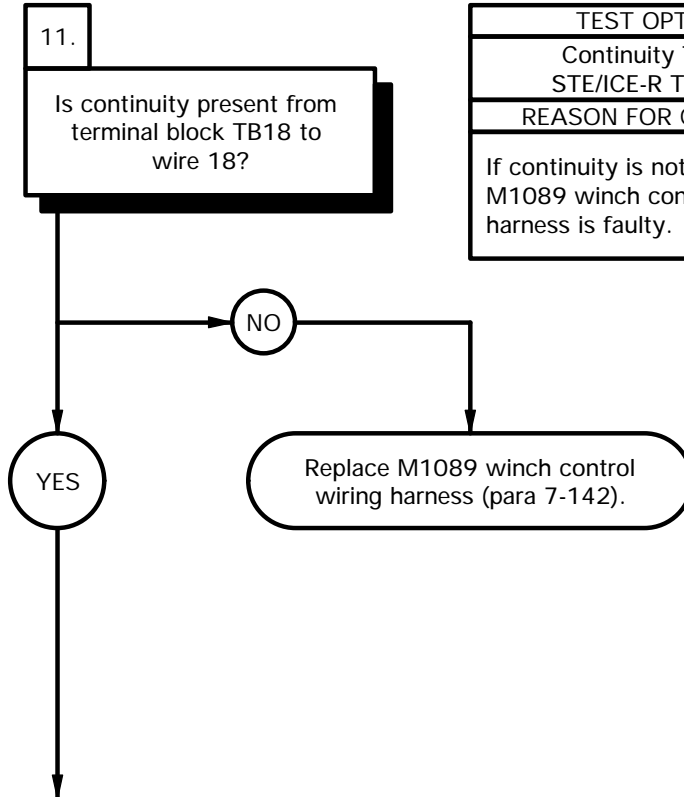 11.
Is continuity present from
terminal block TB18 to
wire 18?
TEST OPT
Continuity
STE/ICE-R T
REASON FOR
If continuity is not
M1089 winch con
harness is faulty.
NO
YES
Replace M1089 winch control
wiring harness (para 7-142).